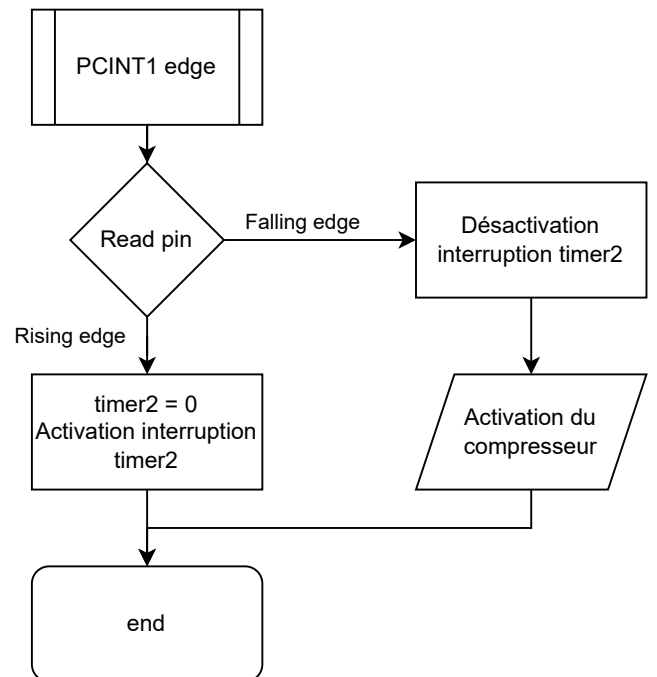 PCINT1 edge
Read pin
Falling edge
Désactivation
interruption timer2
Rising edge
timer2 = 0
Activation interruption
timer2
Activation du
compresseur
end